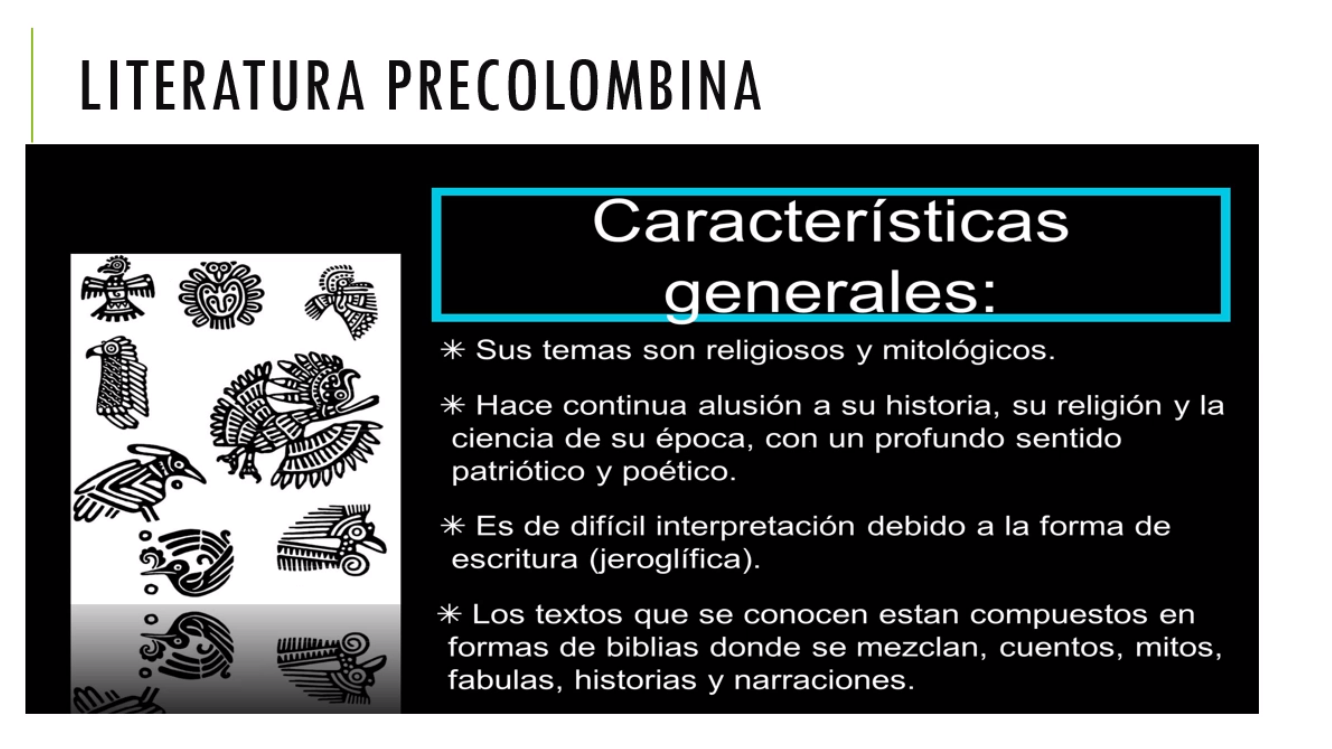 LITERATURA PRECOLOMBINA
Características
generales:
✳ Sus temas son religiosos y mitológicos.
✳ Hace continua alusión a su historia, su religión y la
ciencia de su época, con un profundo sentido
patriótico y poético.
✳ Es de difícil interpretación debido a la forma de
escritura (jeroglífica).
✳ Los textos que se conocen estan compuestos en
formas de biblias donde se mezclan, cuentos, mitos,
fabulas, historias y narraciones.